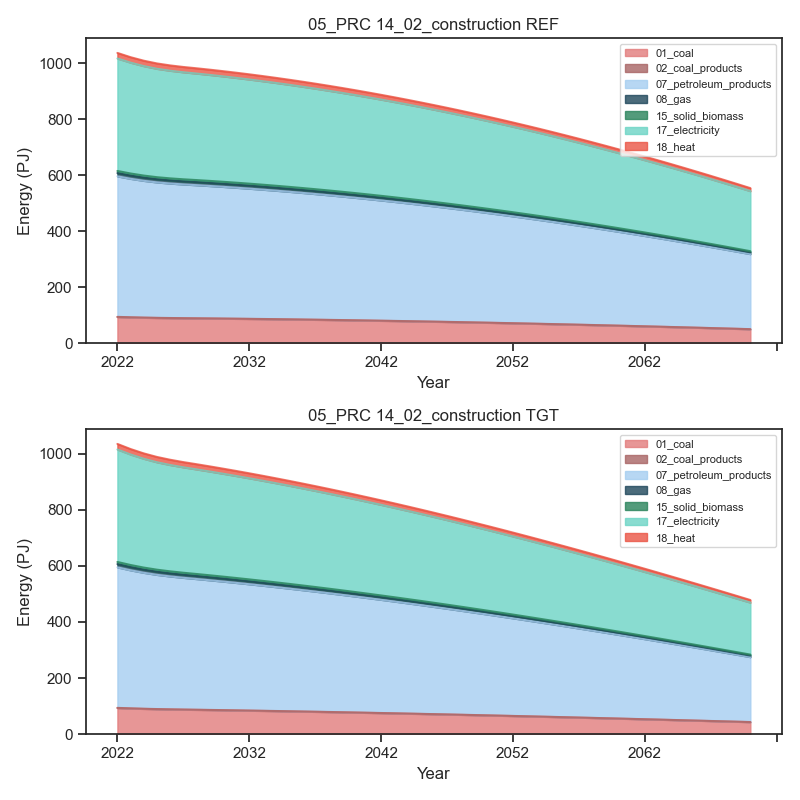 05_PRC 14_02_construction REF
Energy (PJ)
1000
800
600
400
200
0
01_coal
02_coal_products
07_petroleum_products
08_gas
15_solid_biomass
17_electricity
18_heat
2022 2032 2042 2052 2062
Year
05_PRC 14_02_construction TGT
Energy (PJ)
1000
800
600
400
200
0
01_coal
02_coal_products
07_petroleum_products
08_gas
15_solid_biomass
17_electricity
18_heat
2022 2032 2042 2052 2062
Year